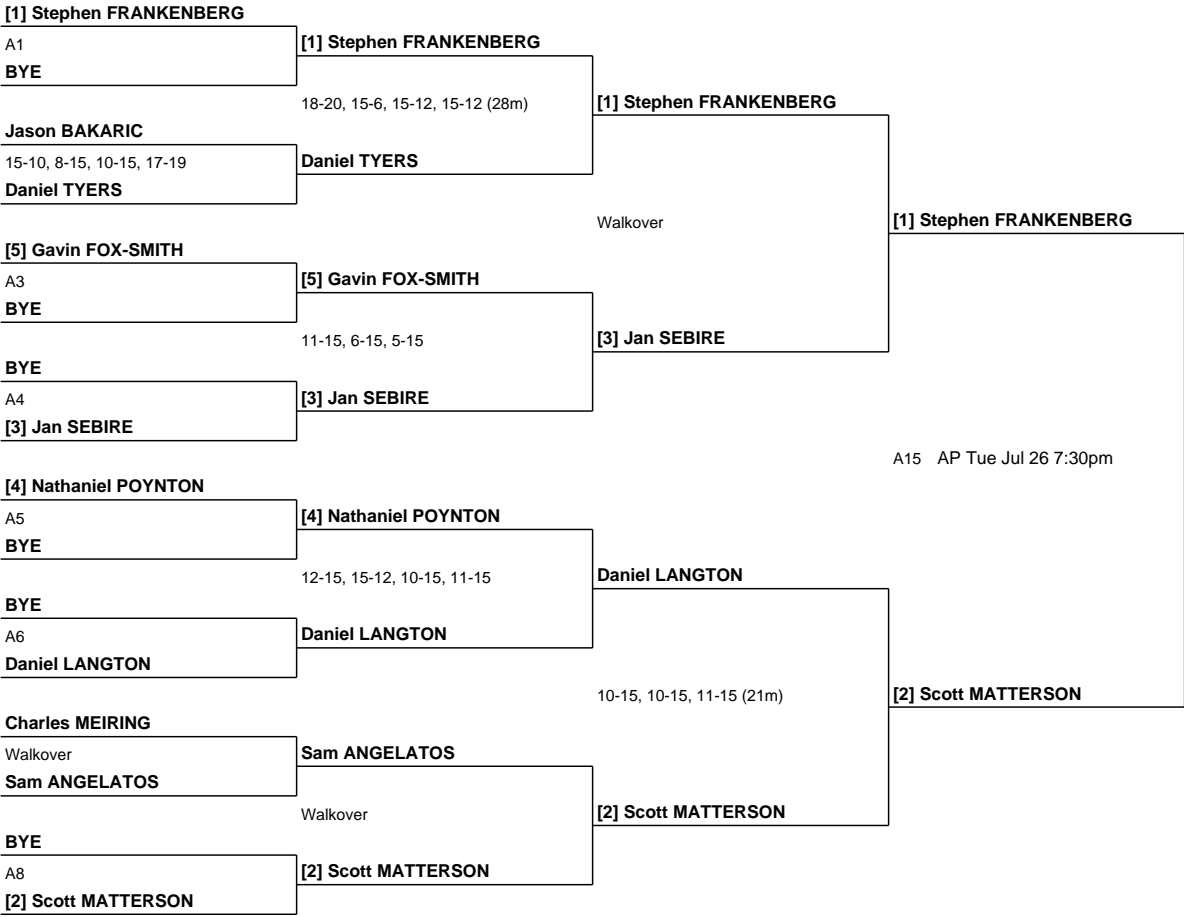 [1] Stephen FRANKENBERG
A1
[1] Stephen FRANKENBERG
BYE
18-20, 15-6, 15-12, 15-12 (28m)
[1] Stephen FRANKENBERG
Jason BAKARIC
15-10, 8-15, 10-15, 17-19
Daniel TYERS
Daniel TYERS
Walkover
[1] Stephen FRANKENBERG
[5] Gavin FOX-SMITH
A3
[5] Gavin FOX-SMITH
BYE
11-15, 6-15, 5-15
[3] Jan SEBIRE
BYE
A4
[3] Jan SEBIRE
[3] Jan SEBIRE
A15 AP Tue Jul 26 7:30pm
[4] Nathaniel POYNTON
A5
[4] Nathaniel POYNTON
BYE
12-15, 15-12, 10-15, 11-15
Daniel LANGTON
BYE
A6
Daniel LANGTON
Daniel LANGTON
10-15, 10-15, 11-15 (21m)
[2] Scott MATTERSON
Charles MEIRING
Walkover
Sam ANGELATOS
Sam ANGELATOS
Walkover
[2] Scott MATTERSON
BYE
A8
[2] Scott MATTERSON
[2] Scott MATTERSON